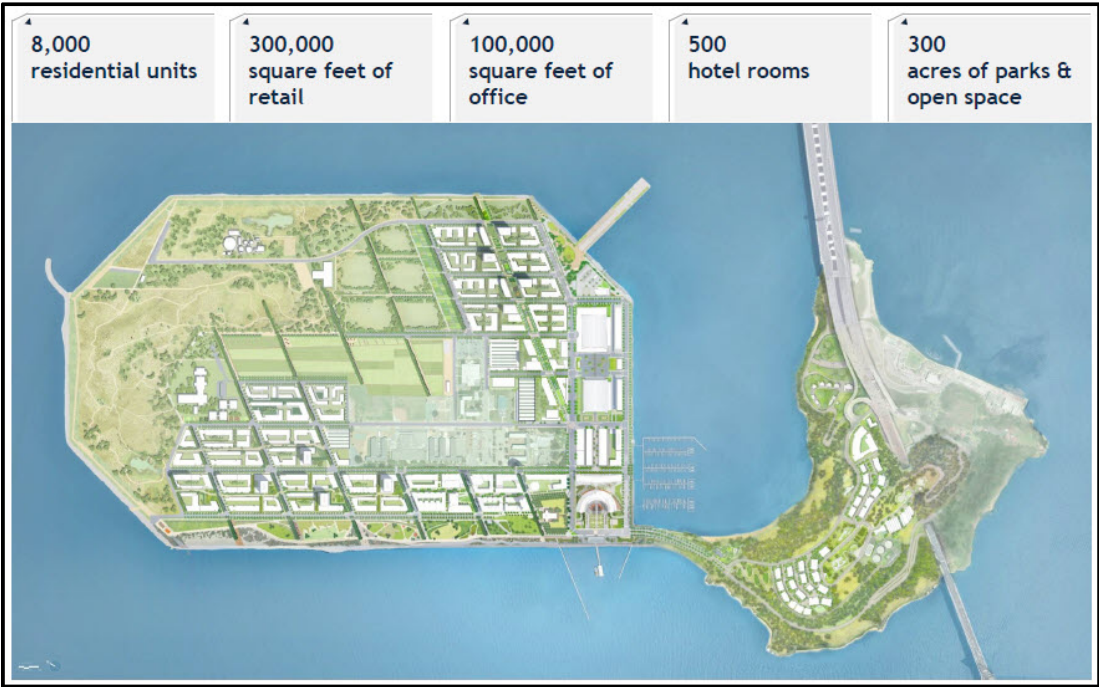 8,000
residential units
300,000
square feet of
retail
100,000
square feet of
office
500
hotel rooms
300
acres of parks &
open space